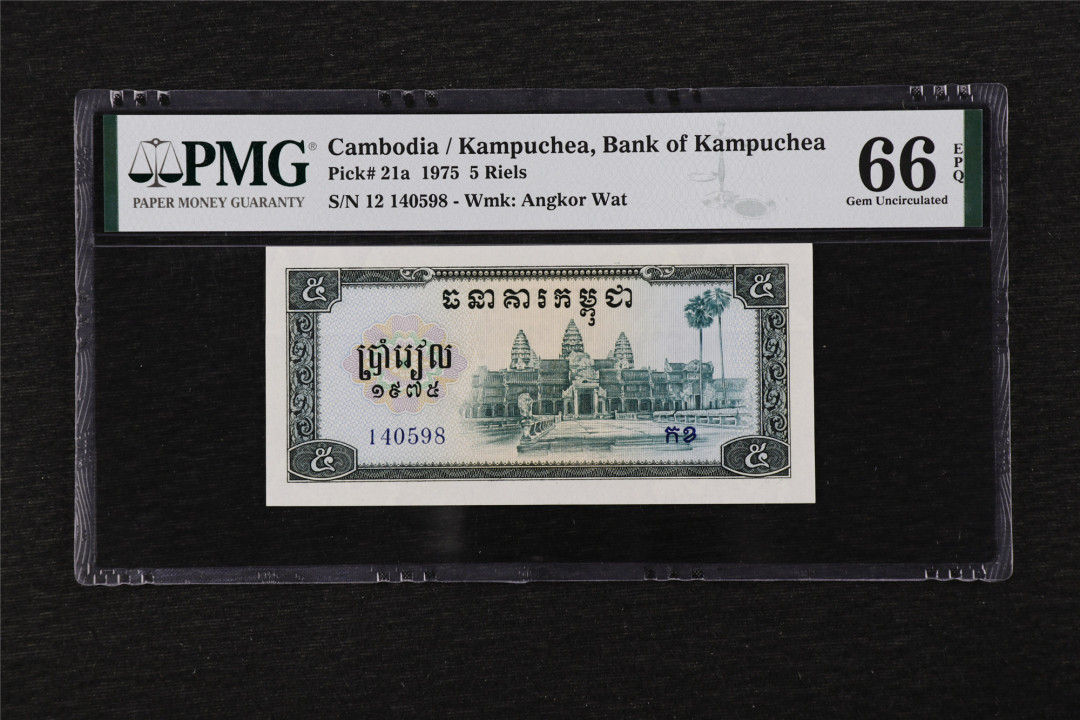 PMG®
PAPER MONEY GUARANTY
Cambodia / Kampuchea, Bank of Kampuchea
Pick# 21a 1975 5 Riels
S/N 12 140598 - Wmk: Angkor Wat
66
EPQ
Gem Uncirculated
៥ ៥
ធនាគារកម្ពុជា
ប្រាំរៀល
១៩៧៥
140598 កខ
៥ ៥